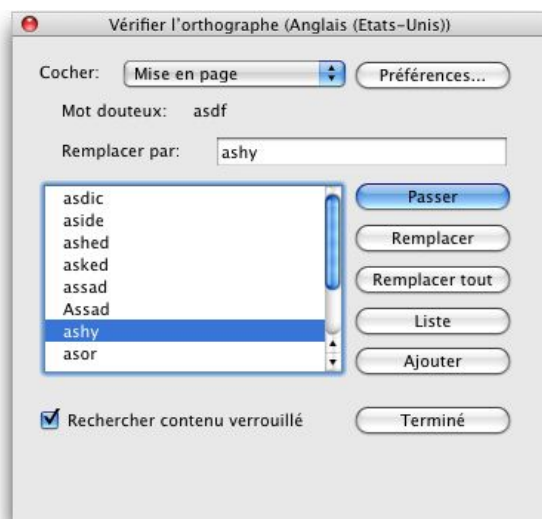 Vérifier l'orthographe (Anglais (Etats-Unis))
Cocher: Mise en page Préférences...
Mot douteux: asdf
Remplacer par: ashy
asdic
aside
ashed
asked
assad
Assad
ashy
asor
Passer
Remplacer
Remplacer tout
Liste
Ajouter
Rechercher contenu verrouillé Terminé